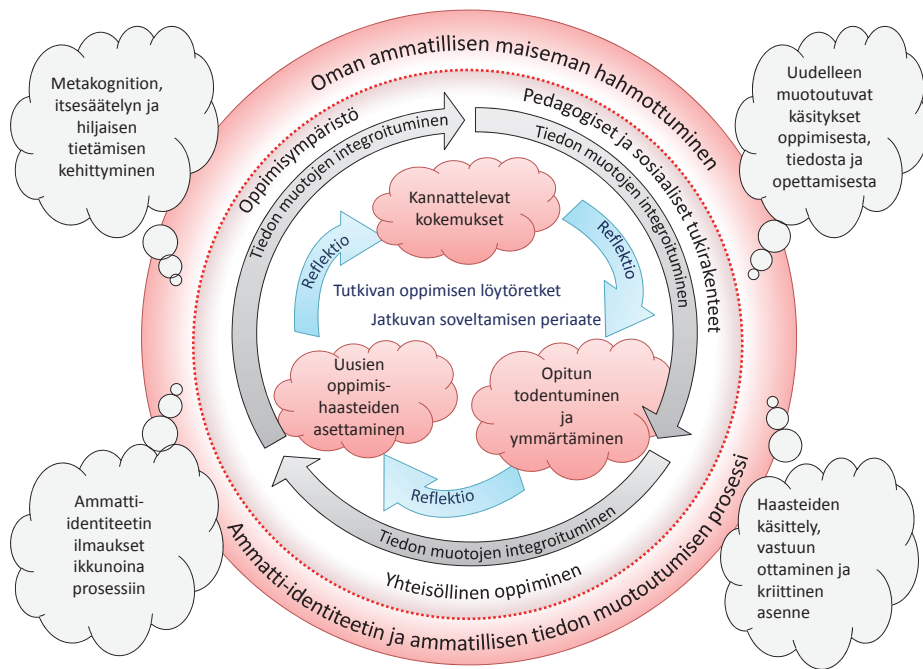 Oman ammatillisen maiseman hahmottuminen
Metakognition,
itsesäätelyn ja
hiljaisen
tietämisen
kehittyminen
Uudelleen
muotoutuvat
käsitykset
oppimisesta,
tiedosta ja
opettamisesta
Oppimisympäristö
Pedagogiset ja sosiaaliset tukirakenteet
Tiedon muotojen integroituminen
Tiedon muotojen integroituminen
Kannattelevat
kokemukset
Reflektio
Reflektio
Tutkivan oppimisen löytöretket
Jatkuvan soveltamisen periaate
Uusien
oppimis-
haasteiden
asettaminen
Opitun
todentuminen
ja
ymmärtäminen
Reflektio
Tiedon muotojen integroituminen
Yhteisöllinen oppiminen
Ammatti-
identiteetin
ilmaukset
ikkunoina
prosessiin
Haasteiden
käsittely,
vastuun
ottaminen ja
kriittinen
asenne
Ammatti-identiteetin ja ammatillisen tiedon muotoutumisen prosessi